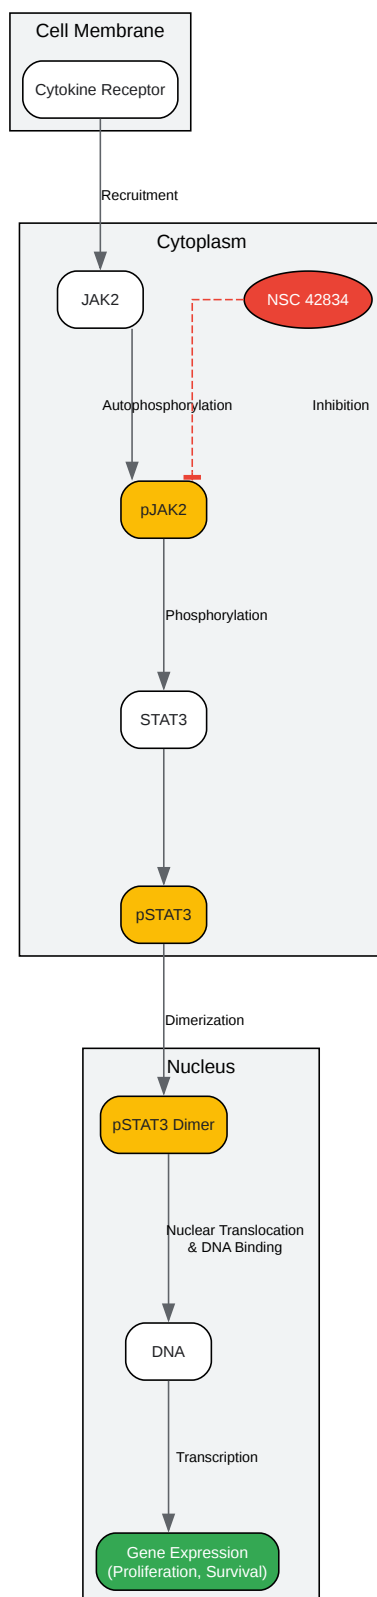 Cell Membrane
Cytokine Receptor
Recruitment
Cytoplasm
JAK2
NSC 42834
Autophosphorylation
Inhibition
pJAK2
Phosphorylation
STAT3
pSTAT3
Dimerization
Nucleus
pSTAT3 Dimer
Nuclear Translocation
& DNA Binding
DNA
Transcription
Gene Expression
(Proliferation, Survival)